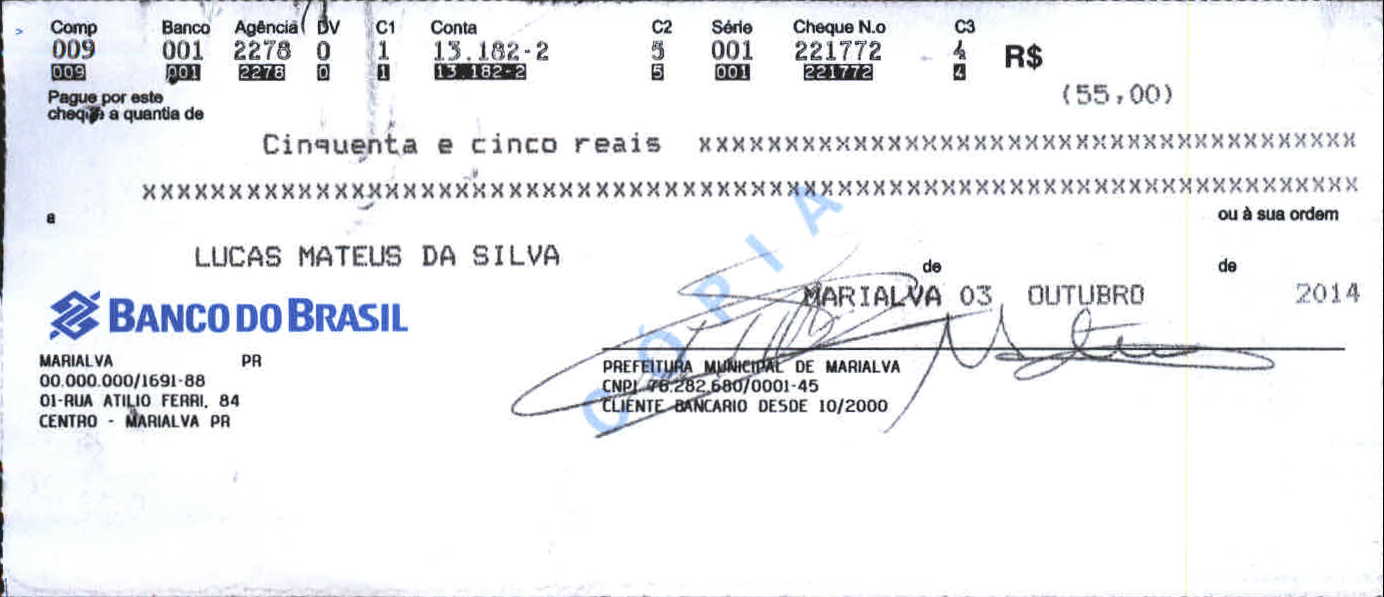 Comp Banco Agência DV C1 Conta C2 Série Cheque N.o C3
009 001 2278 0 1 13.182-2 5 001 221772 4 R$
009 001 2278 0 1 13.182-2 5 001 221772 4
(55,00)
Pague por este
cheque a quantia de
Cinquenta e cinco reais xxxxxxxxxxxxxxxxxxxxxxxxxxxxxxxxxxxxxx
xxxxxxxxxxxxxxxxxxxxxxxxxxxxxxxxxxxxxxxxxxxxxxxxxxxxxxxxxxxxxxxxxxxxxx
a ou à sua ordem
LUCAS MATEUS DA SILVA
de de
MARIALVA 03 OUTUBRO 2014
CÓPIA
BANCO DO BRASIL
MARIALVA PR
00.000.000/1691-88
01-RUA ATILIO FERRI, 84
CENTRO - MARIALVA PR
PREFEITURA MUNICIPAL DE MARIALVA
CNPJ 76.282.680/0001-45
CLIENTE BANCARIO DESDE 10/2000